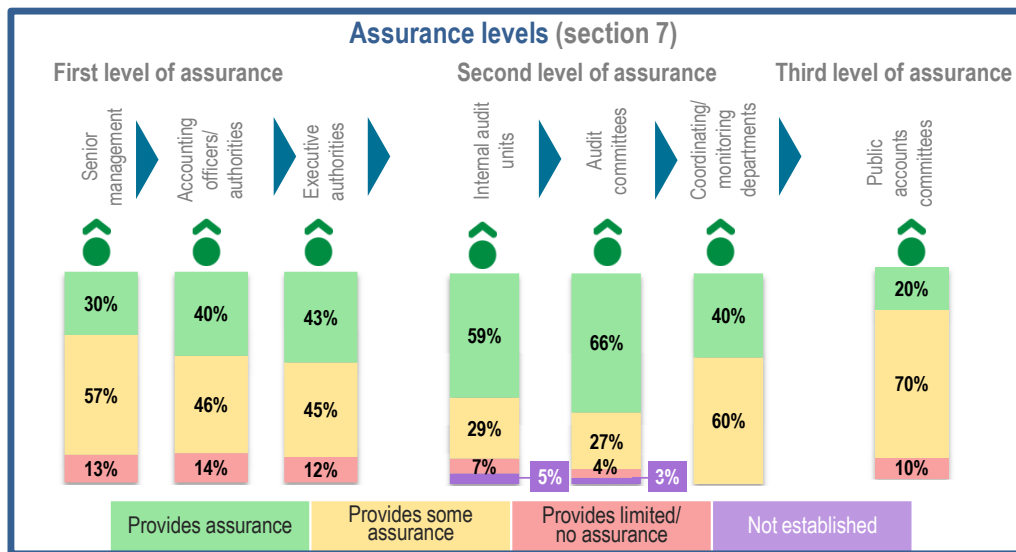 Assurance levels (section 7)
First level of assurance
Second level of assurance
Third level of assurance
Senior
management
Accounting
officers/
authorities
Executive
authorities
Internal audit
units
Audit
committees
Coordinating/
monitoring
departments
Public
accounts
committees
30%
40%
43%
59%
66%
40%
20%
57%
46%
45%
29%
27%
60%
70%
13%
14%
12%
7%
5%
4%
3%
10%
Provides assurance
Provides some
assurance
Provides limited/
no assurance
Not established